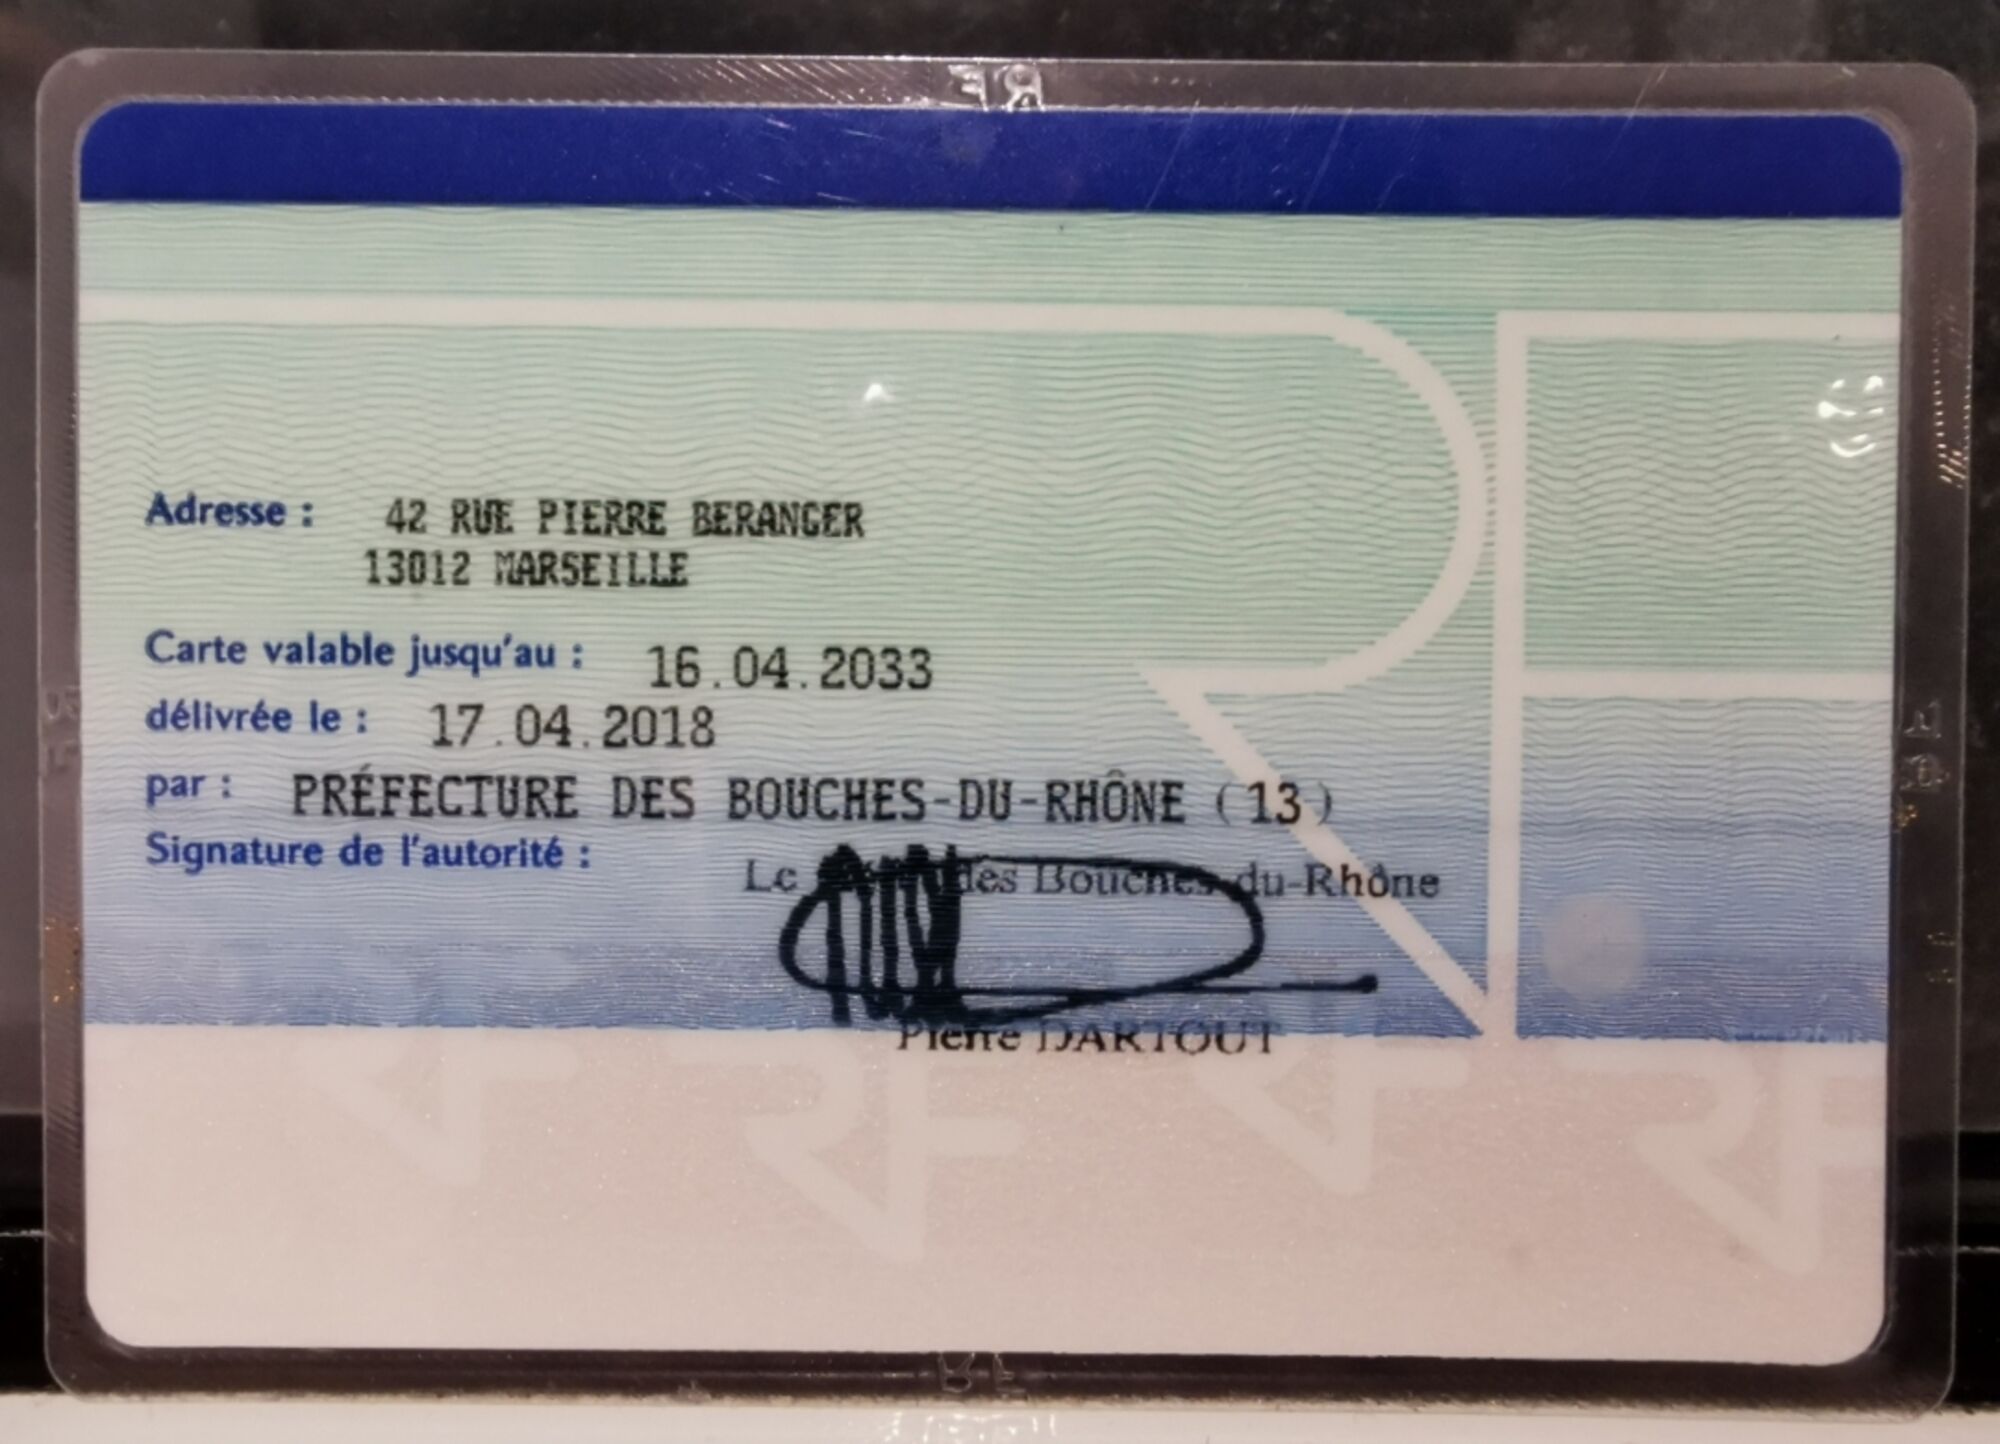 Adresse : 42 RUE PIERRE BERANGER
13012 MARSEILLE
Carte valable jusqu'au : 16.04.2033
délivrée le : 17.04.2018
par : PRÉFECTURE DES BOUCHES-DU-RHÔNE (13)
Signature de l'autorité :
Le des Bouches-du-Rhône
Pierre DARTOUT